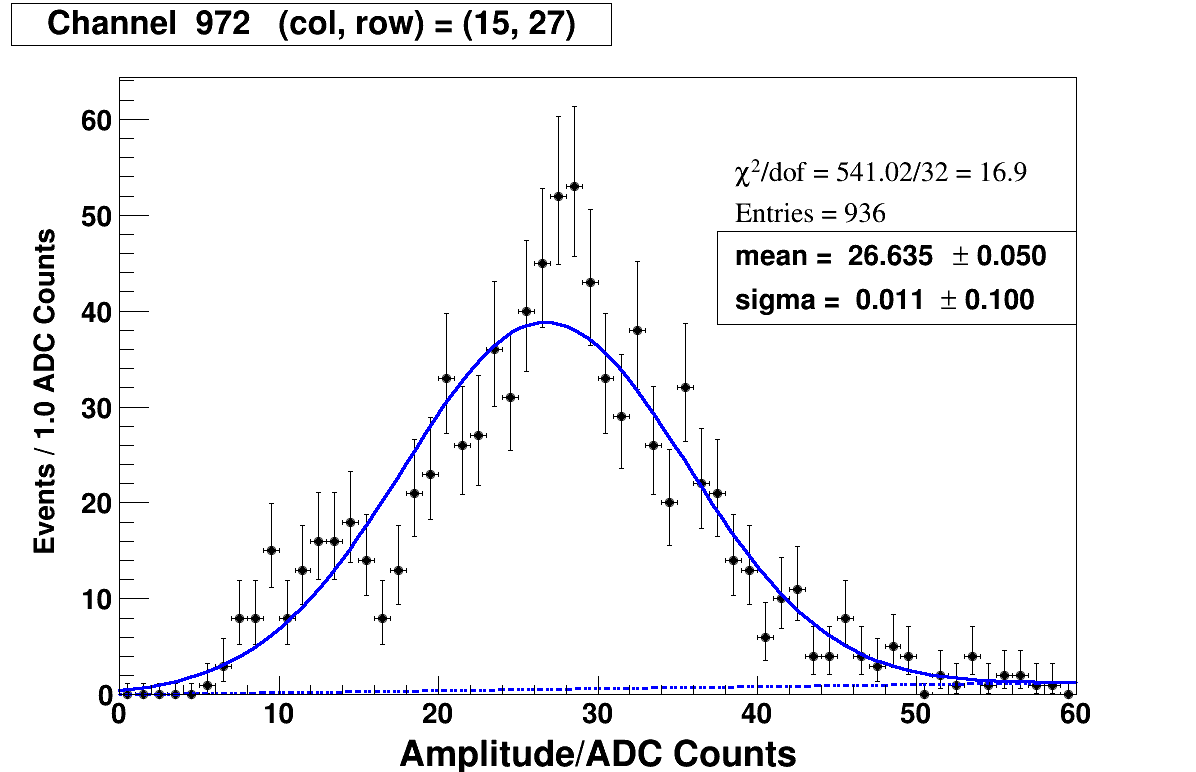 Channel 972 (col, row) = (15, 27)
χ²/dof = 541.02/32 = 16.9
Entries = 936
mean = 26.635 ± 0.050
sigma = 0.011 ± 0.100
Events / 1.0 ADC Counts
60
50
40
30
20
10
0
0 10 20 30 40 50 60
Amplitude/ADC Counts